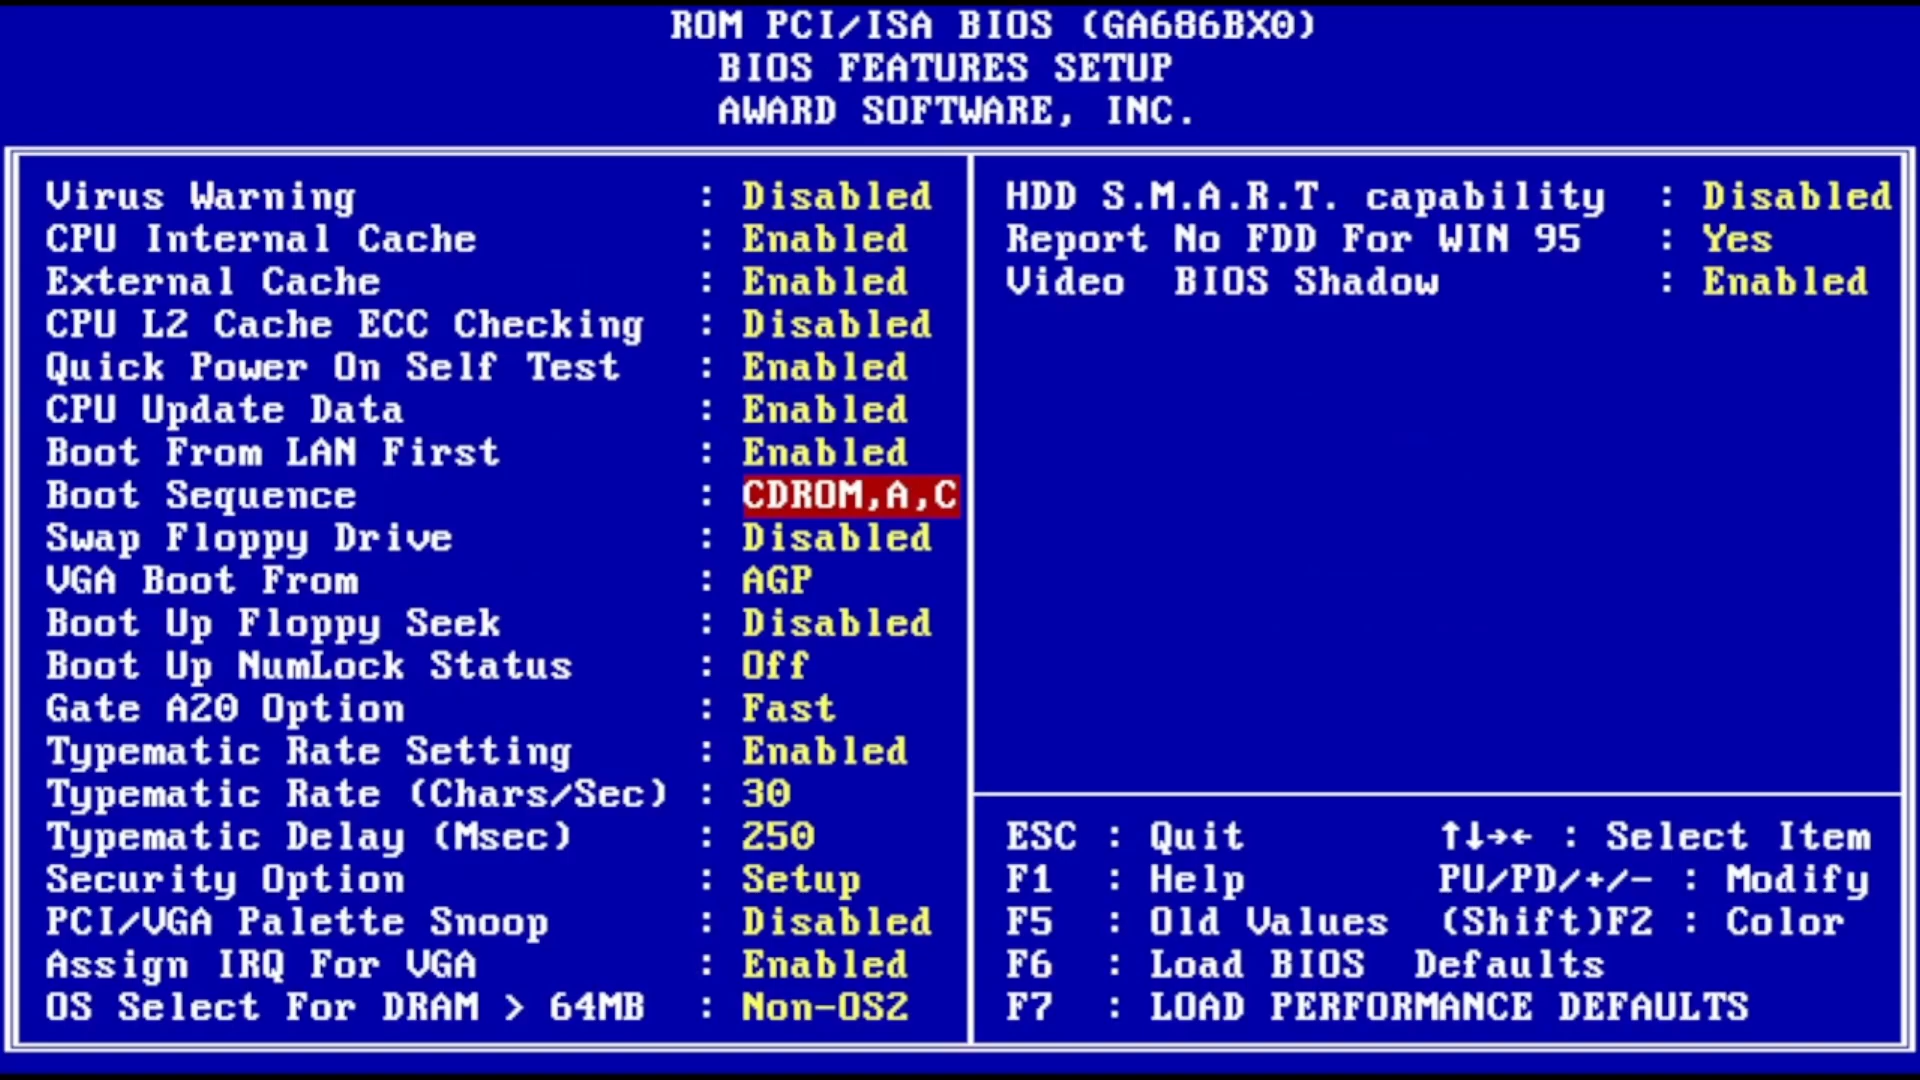 ROM PCI/ISA BIOS (GA686BX0)
BIOS FEATURES SETUP
AWARD SOFTWARE, INC.
Virus Warning : Disabled
CPU Internal Cache : Enabled
External Cache : Enabled
CPU L2 Cache ECC Checking : Disabled
Quick Power On Self Test : Enabled
CPU Update Data : Enabled
Boot From LAN First : Enabled
Boot Sequence : CDROM,A,C
Swap Floppy Drive : Disabled
VGA Boot From : AGP
Boot Up Floppy Seek : Disabled
Boot Up NumLock Status : Off
Gate A20 Option : Fast
Typematic Rate Setting : Enabled
Typematic Rate (Chars/Sec) : 30
Typematic Delay (Msec) : 250
Security Option : Setup
PCI/VGA Palette Snoop : Disabled
Assign IRQ For VGA : Enabled
OS Select For DRAM > 64MB : Non-OS2
HDD S.M.A.R.T. capability : Disabled
Report No FDD For WIN 95 : Yes
Video BIOS Shadow : Enabled
ESC : Quit ↑↓→← : Select Item
F1 : Help PU/PD/+/- : Modify
F5 : Old Values (Shift)F2 : Color
F6 : Load BIOS Defaults
F7 : LOAD PERFORMANCE DEFAULTS